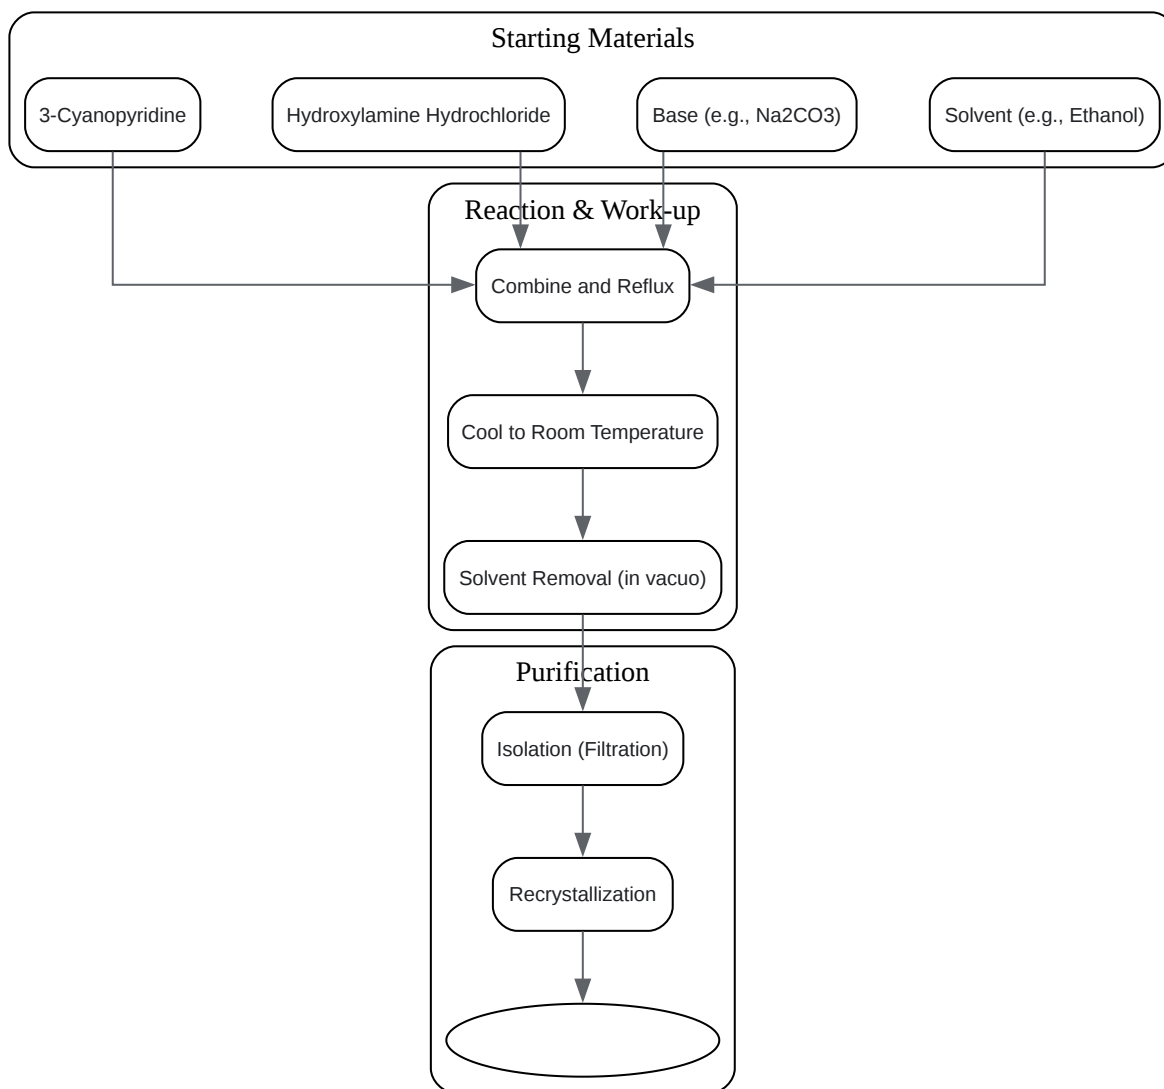 Starting Materials
3-Cyanopyridine
Hydroxylamine Hydrochloride
Base (e.g., Na2CO3)
Solvent (e.g., Ethanol)
Reaction & Work-up
Combine and Reflux
Cool to Room Temperature
Solvent Removal (in vacuo)
Purification
Isolation (Filtration)
Recrystallization